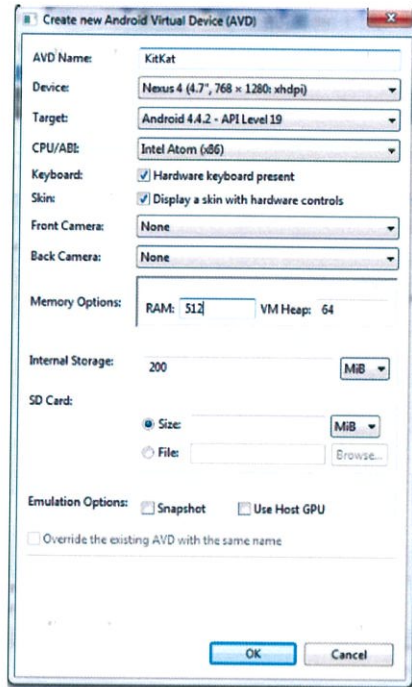 Create new Android Virtual Device (AVD)
AVD Name: KitKat
Device: Nexus 4 (4.7", 768 × 1280: xhdpi)
Target: Android 4.4.2 - API Level 19
CPU/ABI: Intel Atom (x86)
Keyboard: Hardware keyboard present
Skin: Display a skin with hardware controls
Front Camera: None
Back Camera: None
Memory Options: RAM: 512 VM Heap: 64
Internal Storage: 200 MiB
SD Card:
Size: MiB
File: Browse...
Emulation Options: Snapshot Use Host GPU
Override the existing AVD with the same name
OK Cancel